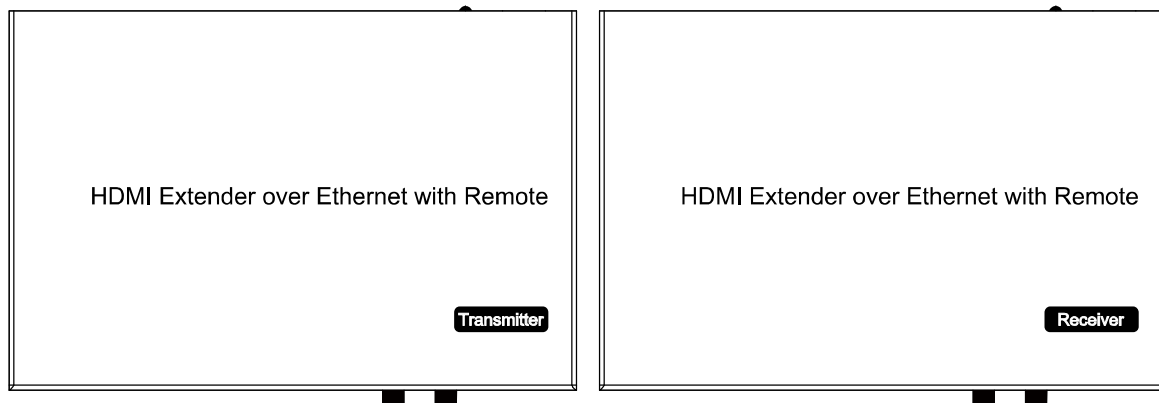 HDMI Extender over Ethernet with Remote
Transmitter
HDMI Extender over Ethernet with Remote
Receiver